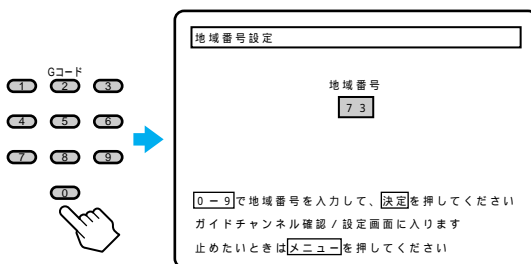 Gコード
1 2 3
4 5 6
7 8 9
0
地域番号設定
地域番号
73
0－9で地域番号を入力して、決定を押してください
ガイドチャンネル確認/設定画面に入ります
止めたいときはメニューを押してください